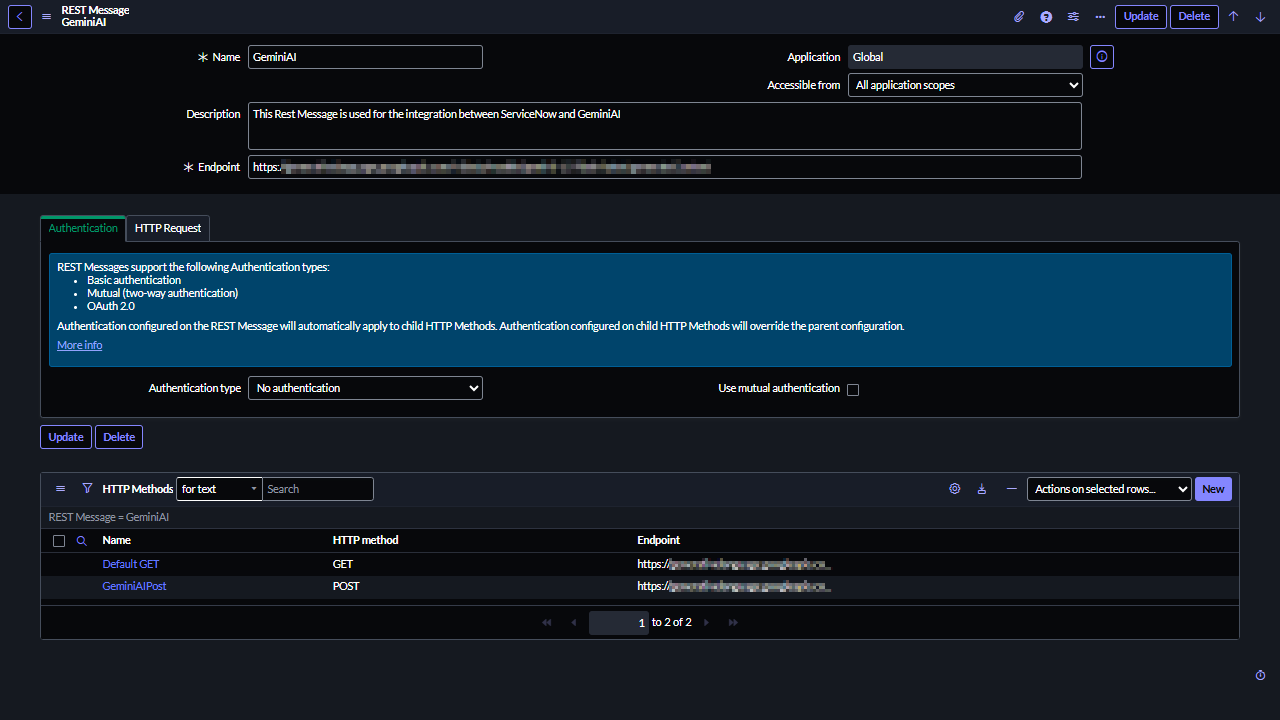 REST Message
GeminiAI
Update
Delete
Name
GeminiAI
Application
Global
Accessible from
All application scopes
Description
This Rest Message is used for the integration between ServiceNow and GeminiAI
Endpoint
https:/
Authentication
HTTP Request
REST Messages support the following Authentication types:
Basic authentication
Mutual (two-way authentication)
OAuth 2.0
Authentication configured on the REST Message will automatically apply to child HTTP Methods. Authentication configured on child HTTP Methods will override the parent configuration.
More info
Authentication type
No authentication
Use mutual authentication
Update
Delete
HTTP Methods
for text
Search
Actions on selected rows...
New
REST Message = GeminiAI
Name HTTP method Endpoint
Default GET GET https://
GeminiAIPost POST https://
1 to 2 of 2